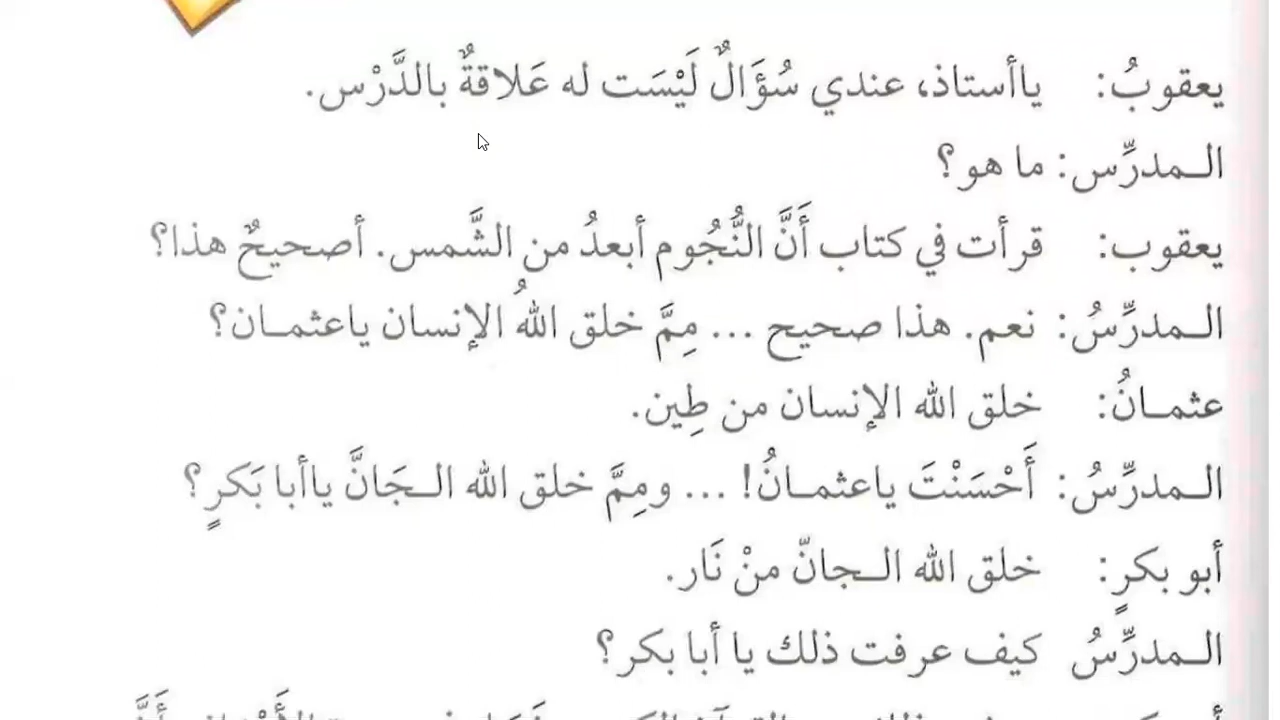 يعقوبُ: ياأستاذ، عندي سُؤَالٌ لَيْسَت له عَلاقةٌ بالدَّرْس.
الـمدرِّس: ما هو؟
يعقوب: قرأت في كتاب أَنَّ النُّجُوم أبعدُ من الشَّمس. أصحيحٌ هذا؟
الـمدرِّسُ: نعم. هذا صحيح ... مِمَّ خلق اللهُ الإنسان ياعثمـان؟
عثمـانُ: خلق الله الإنسان من طِين.
الـمدرِّسُ: أَحْسَنْتَ ياعثمـانُ! ... ومِمَّ خلق الله الـجَانَّ ياأبا بَكرٍ؟
أبو بكرٍ: خلق الله الـجانّ منْ نَار.
الـمدرِّسُ كيف عرفت ذلك يا أبا بكر؟